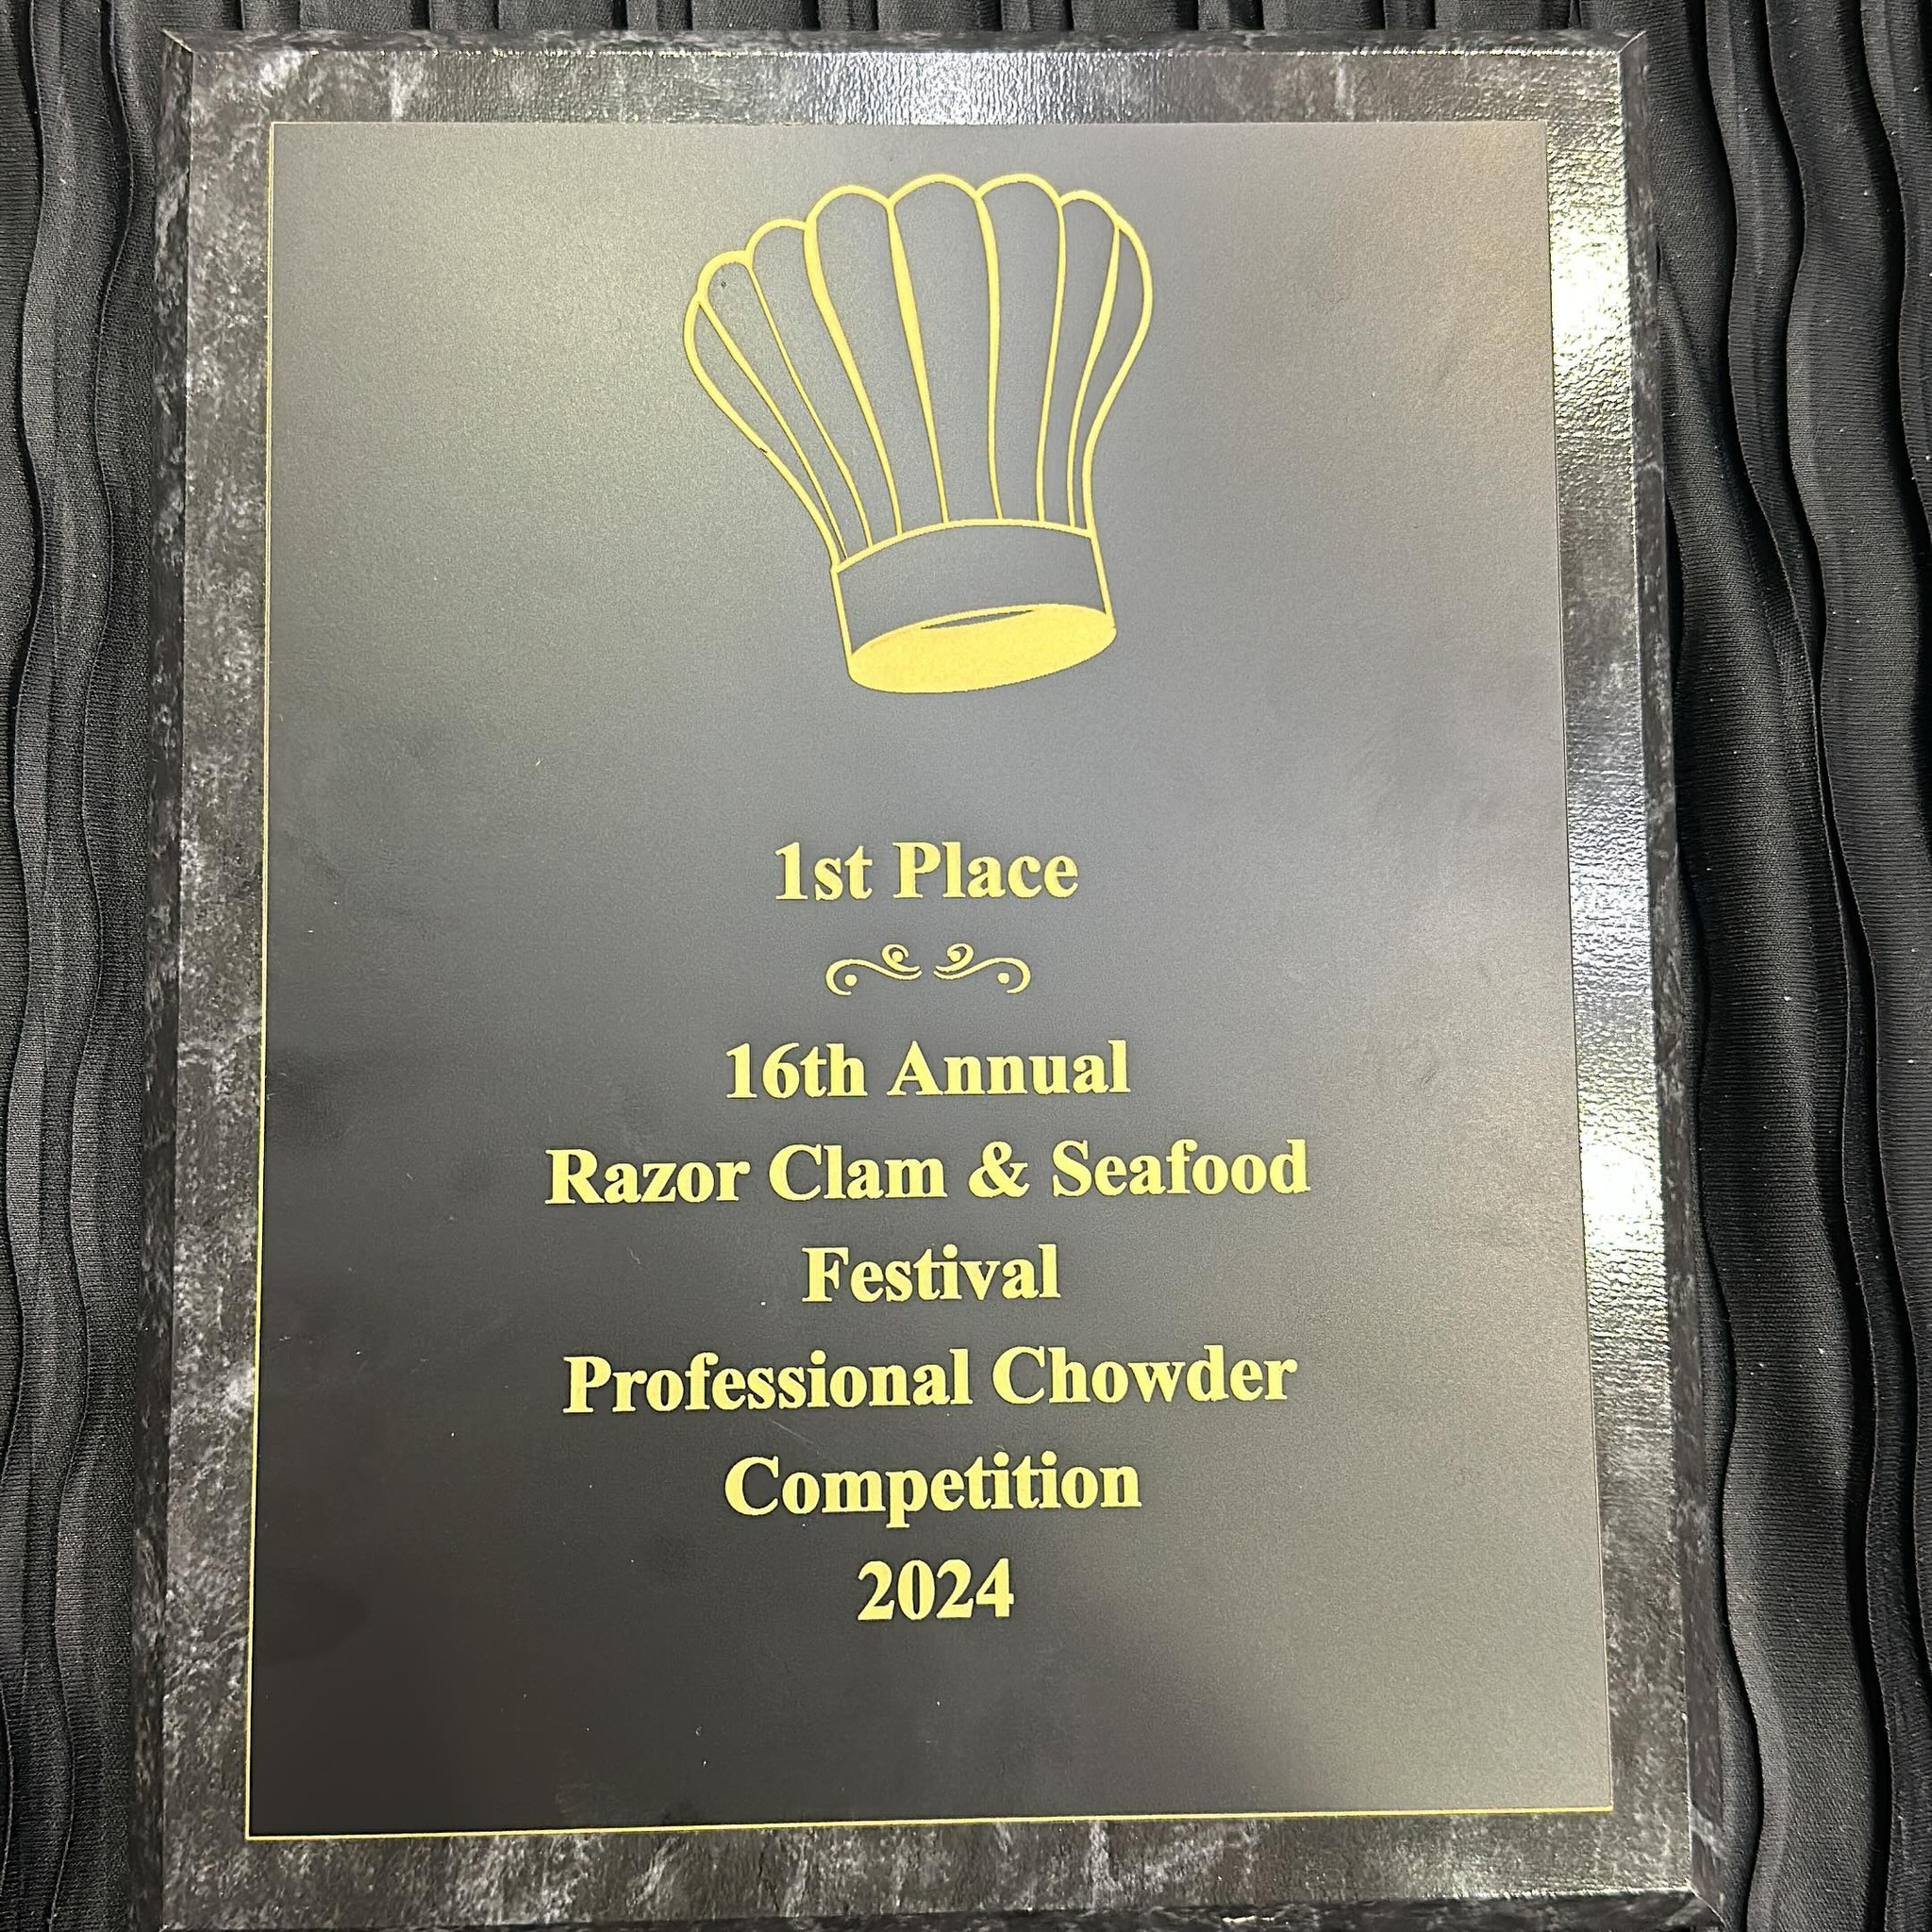 1st Place
16th Annual
Razor Clam & Seafood
Festival
Professional Chowder
Competition
2024